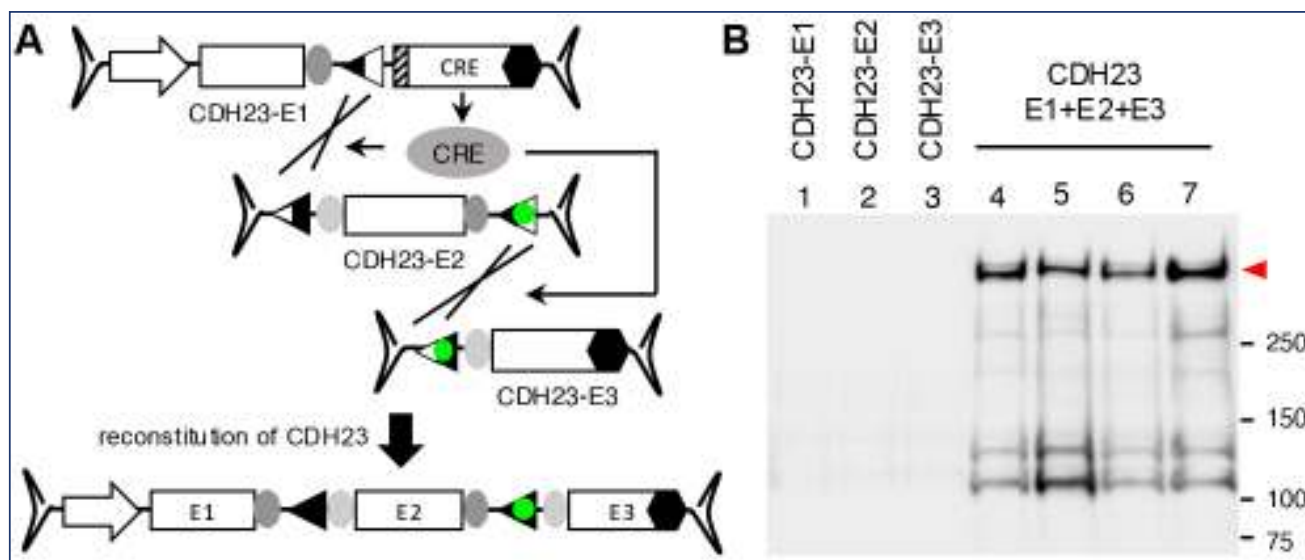 A
CRE
CDH23-E1
CRE
CDH23-E2
CDH23-E3
reconstitution of CDH23
E1
E2
E3
B
CDH23-E1
CDH23-E2
CDH23-E3
CDH23
E1+E2+E3
1 2 3 4 5 6 7
250
150
100
75